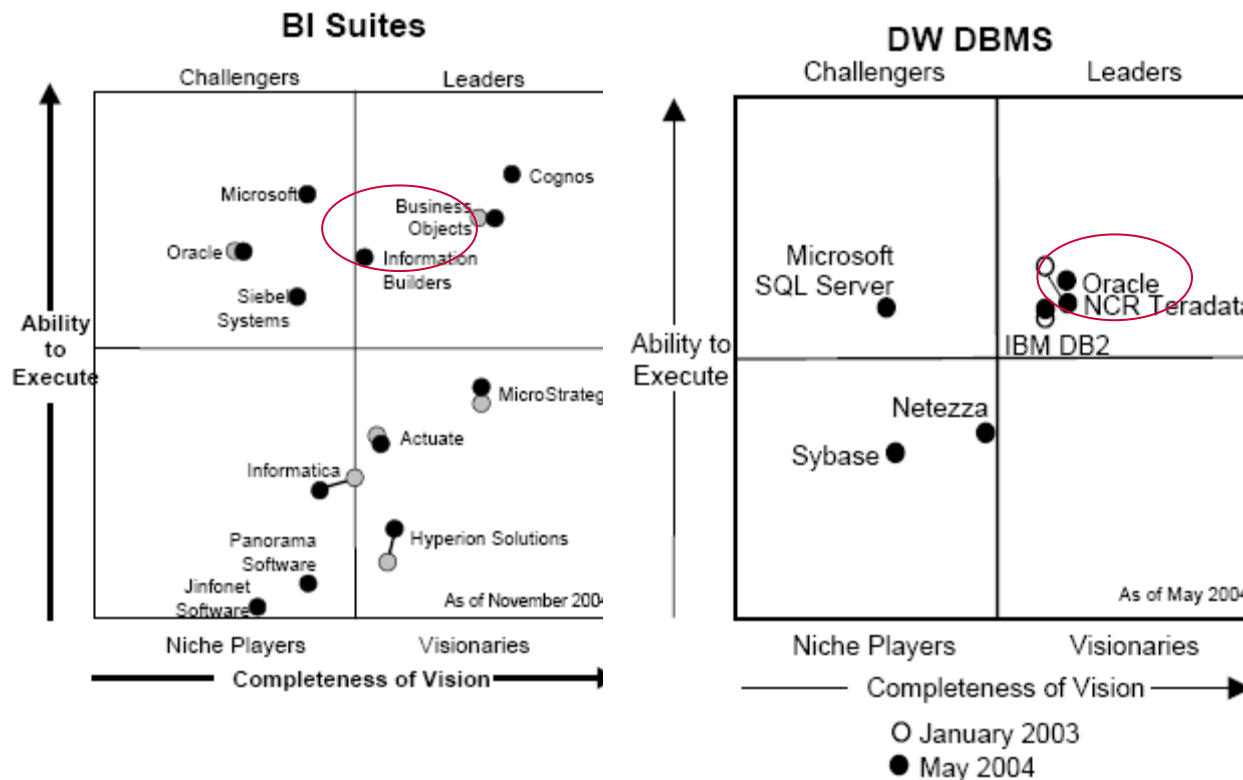 BI Suites
Challengers
Leaders
Cognos
Microsoft
Business
Objects
Oracle
Information
Builders
Siebel
Systems
Ability
to
Execute
MicroStrateg
Actuate
Informatica
Panorama
Software
Hyperion Solutions
Jinfonet
Software
As of November 2004
Niche Players
Visionaries
Completeness of Vision
DW DBMS
Challengers
Leaders
Microsoft
SQL Server
Oracle
NCR Teradata
IBM DB2
Ability to
Execute
Netezza
Sybase
As of May 2004
Niche Players
Visionaries
Completeness of Vision
January 2003
May 2004